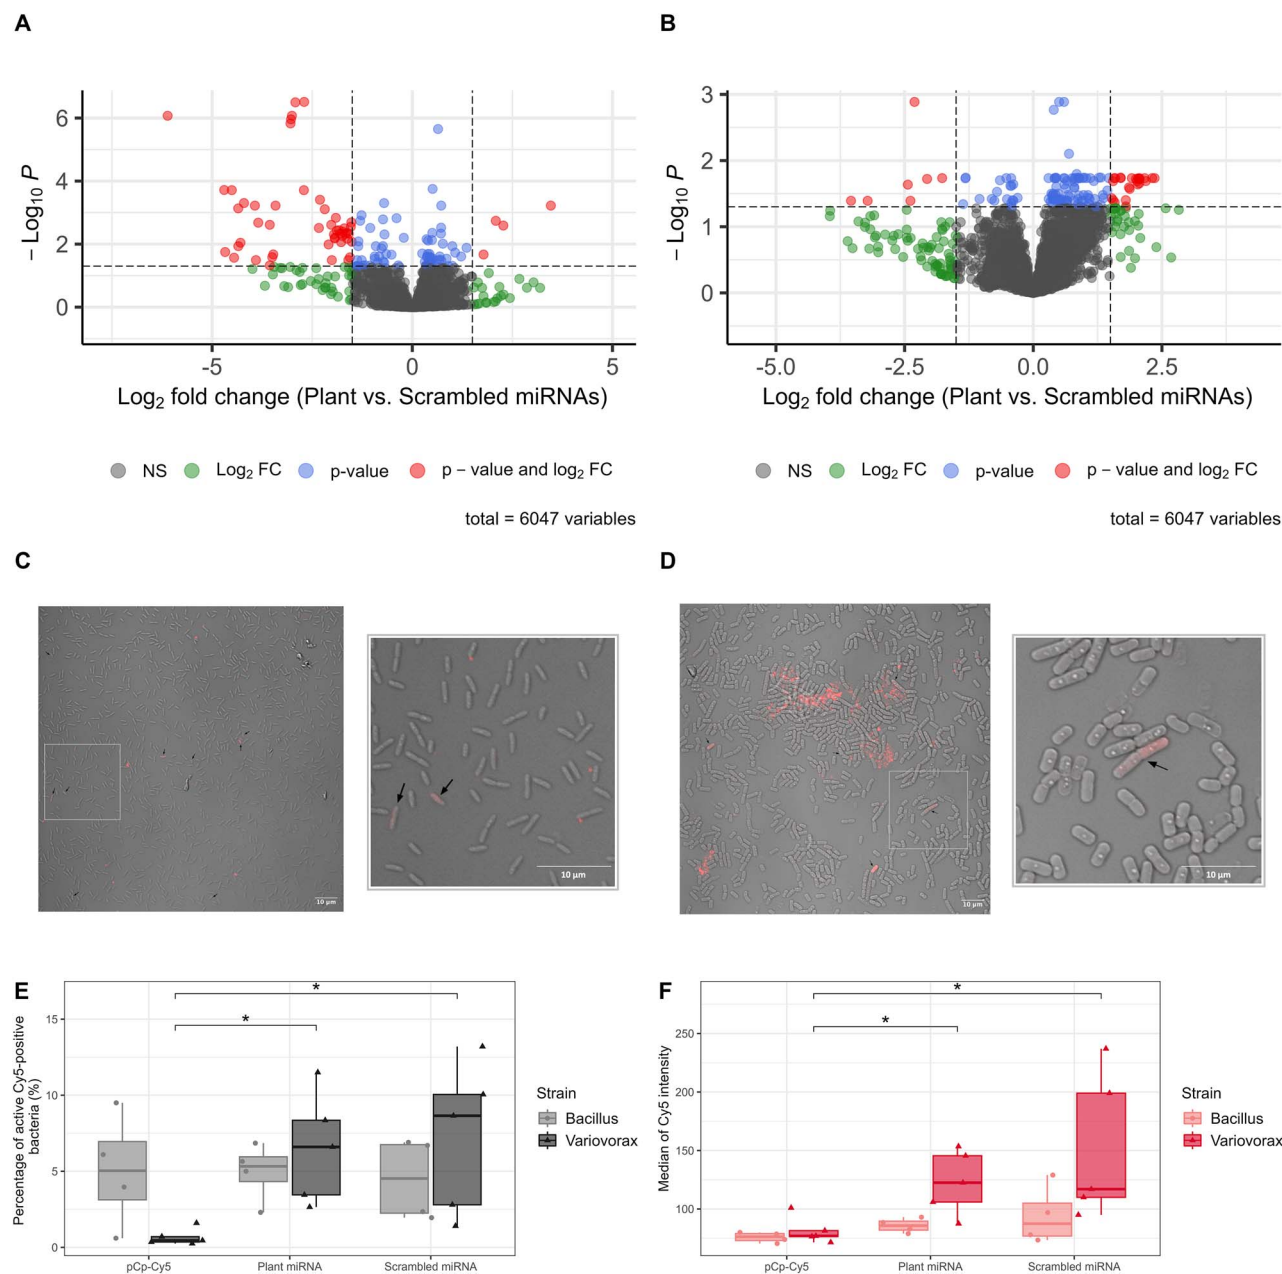 A
B
6
4
2
0
-5
0
5
− Log10 P
Log2 fold change (Plant vs. Scrambled miRNAs)
NS
Log2 FC
p-value
p − value and log2 FC
total = 6047 variables
3
2
1
0
-5.0
-2.5
0.0
2.5
− Log10 P
Log2 fold change (Plant vs. Scrambled miRNAs)
NS
Log2 FC
p-value
p − value and log2 FC
total = 6047 variables
C
D
10 µm
10 µm
10 µm
10 µm
E
Percentage of active Cy5-positive
bacteria (%)
15
10
5
0
*
*
pCp-Cy5
Plant miRNA
Scrambled miRNA
Strain
Bacillus
Variovorax
F
Median of Cy5 intensity
250
200
150
100
*
*
pCp-Cy5
Plant miRNA
Scrambled miRNA
Strain
Bacillus
Variovorax